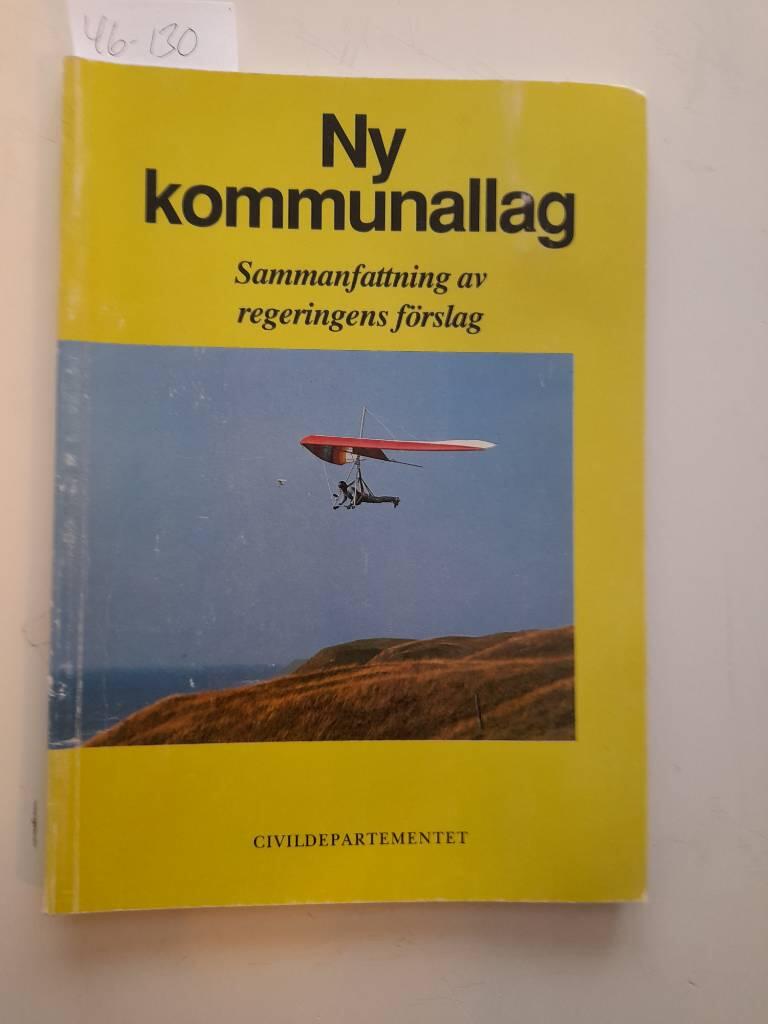 46-130
Ny
kommunallag
Sammanfattning av
regeringens förslag
CIVILDEPARTEMENTET